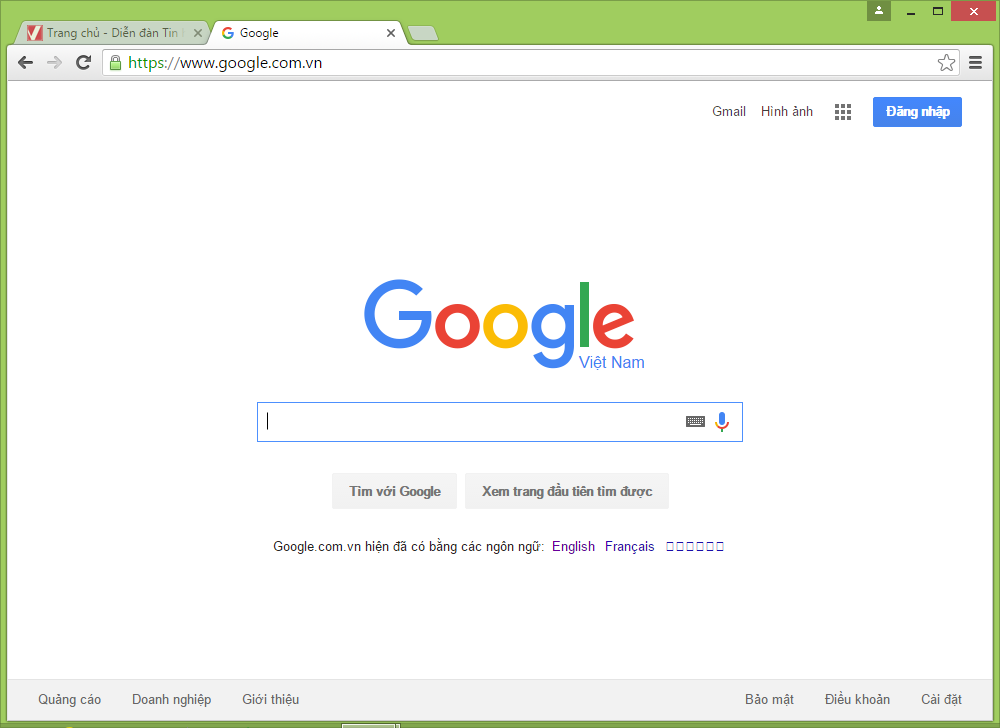 Trang chủ - Diễn đàn Tin
Google
https://www.google.com.vn
Gmail Hình ảnh Đăng nhập
Google
Việt Nam
Tìm với Google Xem trang đầu tiên tìm được
Google.com.vn hiện đã có bằng các ngôn ngữ: English Français □□□□□□
Quảng cáo Doanh nghiệp Giới thiệu Bảo mật Điều khoản Cài đặt